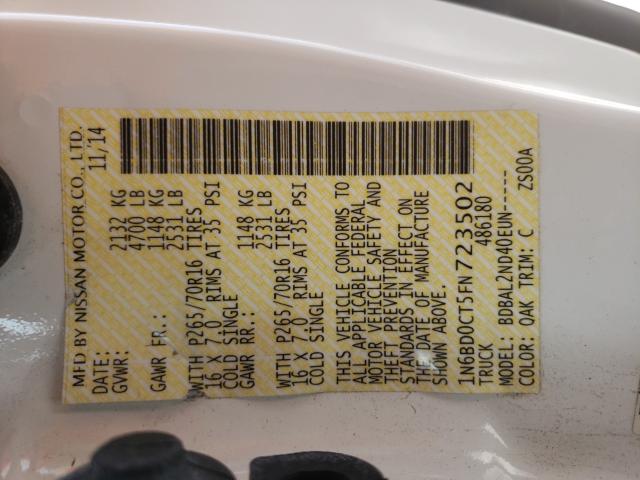 MFD BY NISSAN MOTOR CO., LTD.
DATE: 11/14
GVWR: 2132 KG
4700 LB
GAWR FR.: 1148 KG
2531 LB
WITH P265/70R16 TIRES
16 X 7.0 RIMS AT 35 PSI
COLD SINGLE
GAWR RR.: 1148 KG
2531 LB
WITH P265/70R16 TIRES
16 X 7.0 RIMS AT 35 PSI
COLD SINGLE
THIS VEHICLE CONFORMS TO
ALL APPLICABLE FEDERAL
MOTOR VEHICLE SAFETY AND
THEFT PREVENTION
STANDARDS IN EFFECT ON
THE DATE OF MANUFACTURE
SHOWN ABOVE.
1N6BD0CT5FN723502
TRUCK 486180
MODEL: BDBAL2ND40EUN-----
COLOR: QAK TRIM: C ZS00A